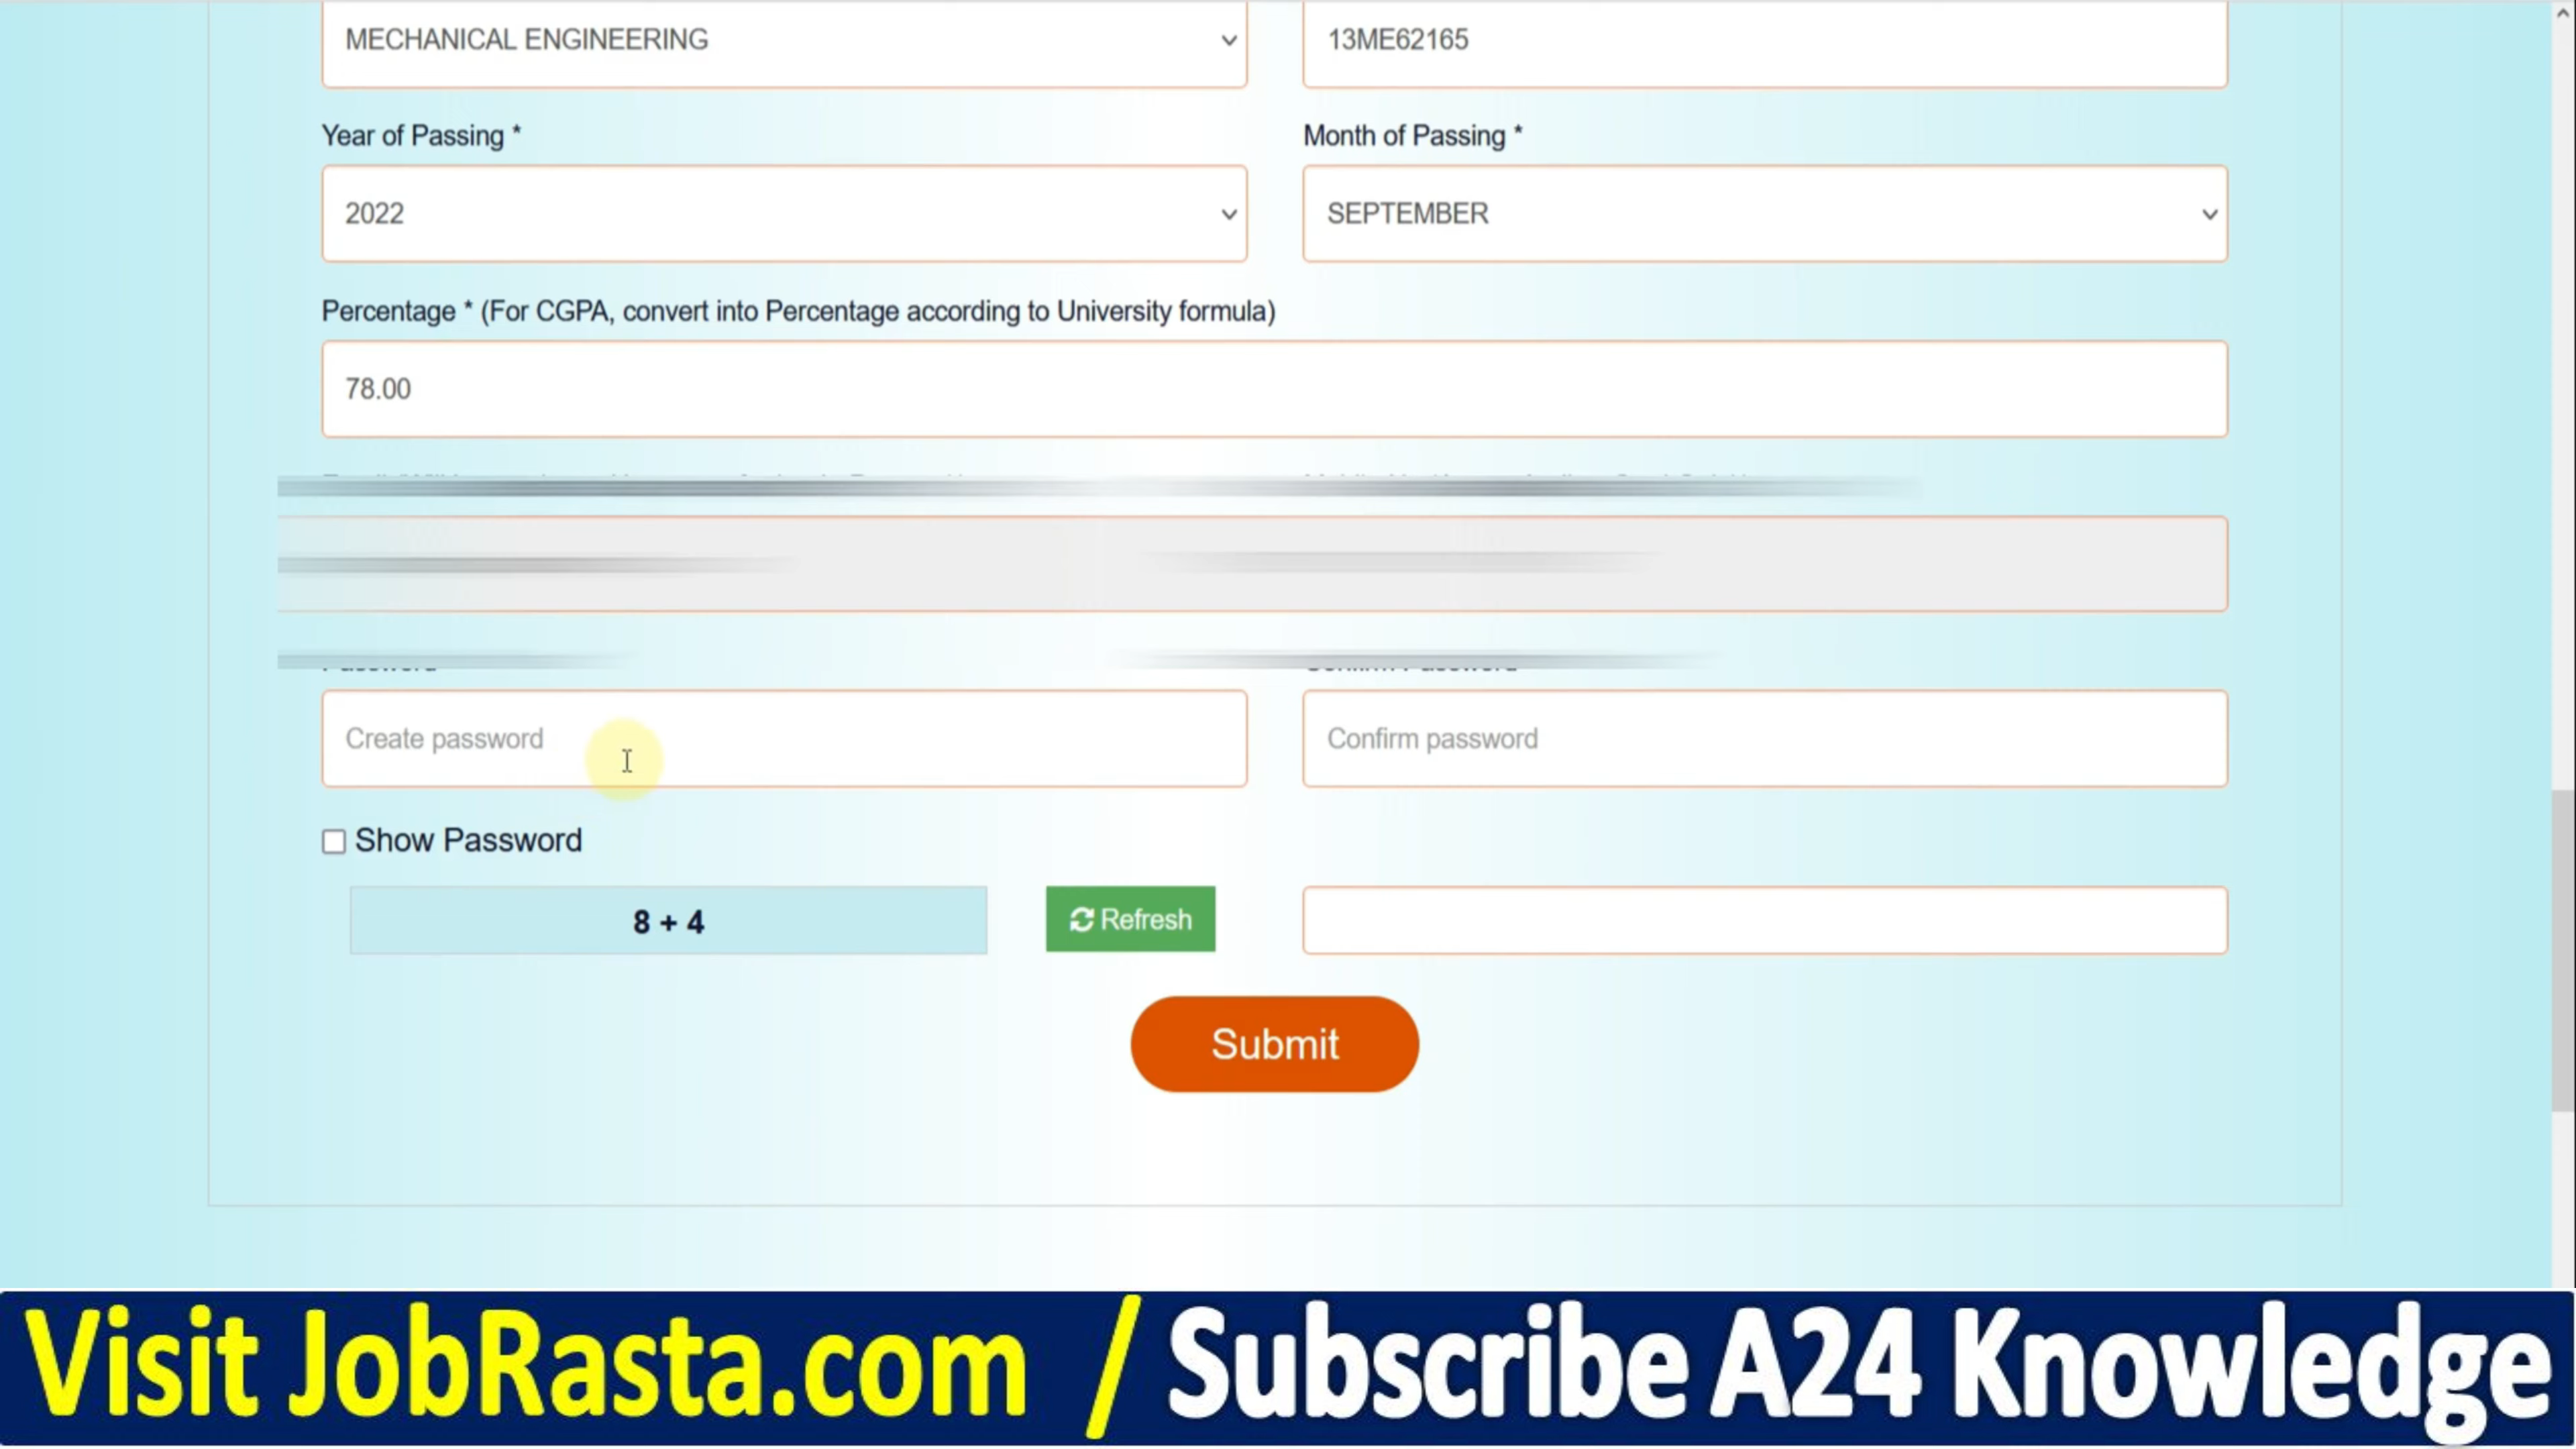 MECHANICAL ENGINEERING 13ME62165
Year of Passing * Month of Passing *
2022 SEPTEMBER
Percentage * (For CGPA, convert into Percentage according to University formula)
78.00
Create password Confirm password
Show Password
8 + 4 Refresh
Submit
Visit JobRasta.com / Subscribe A24 Knowledge